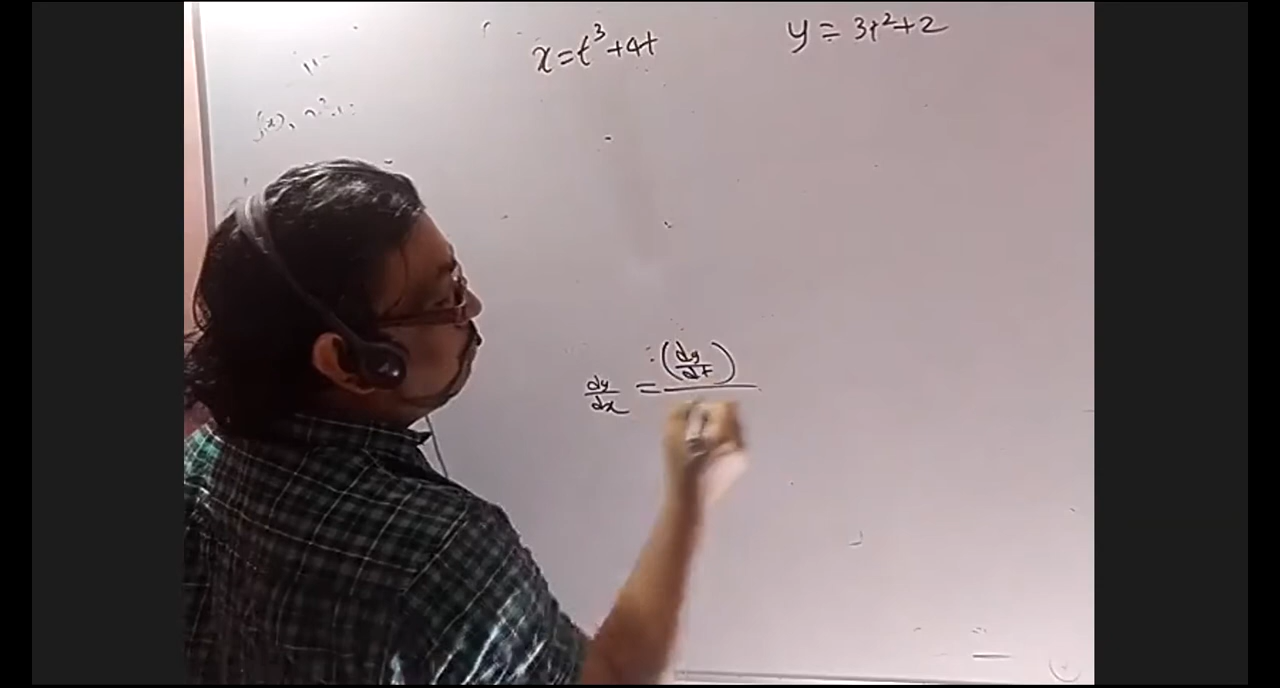 x=t³+4t
y=3t²+2
f(x)
dy/dx = (dy/dt)